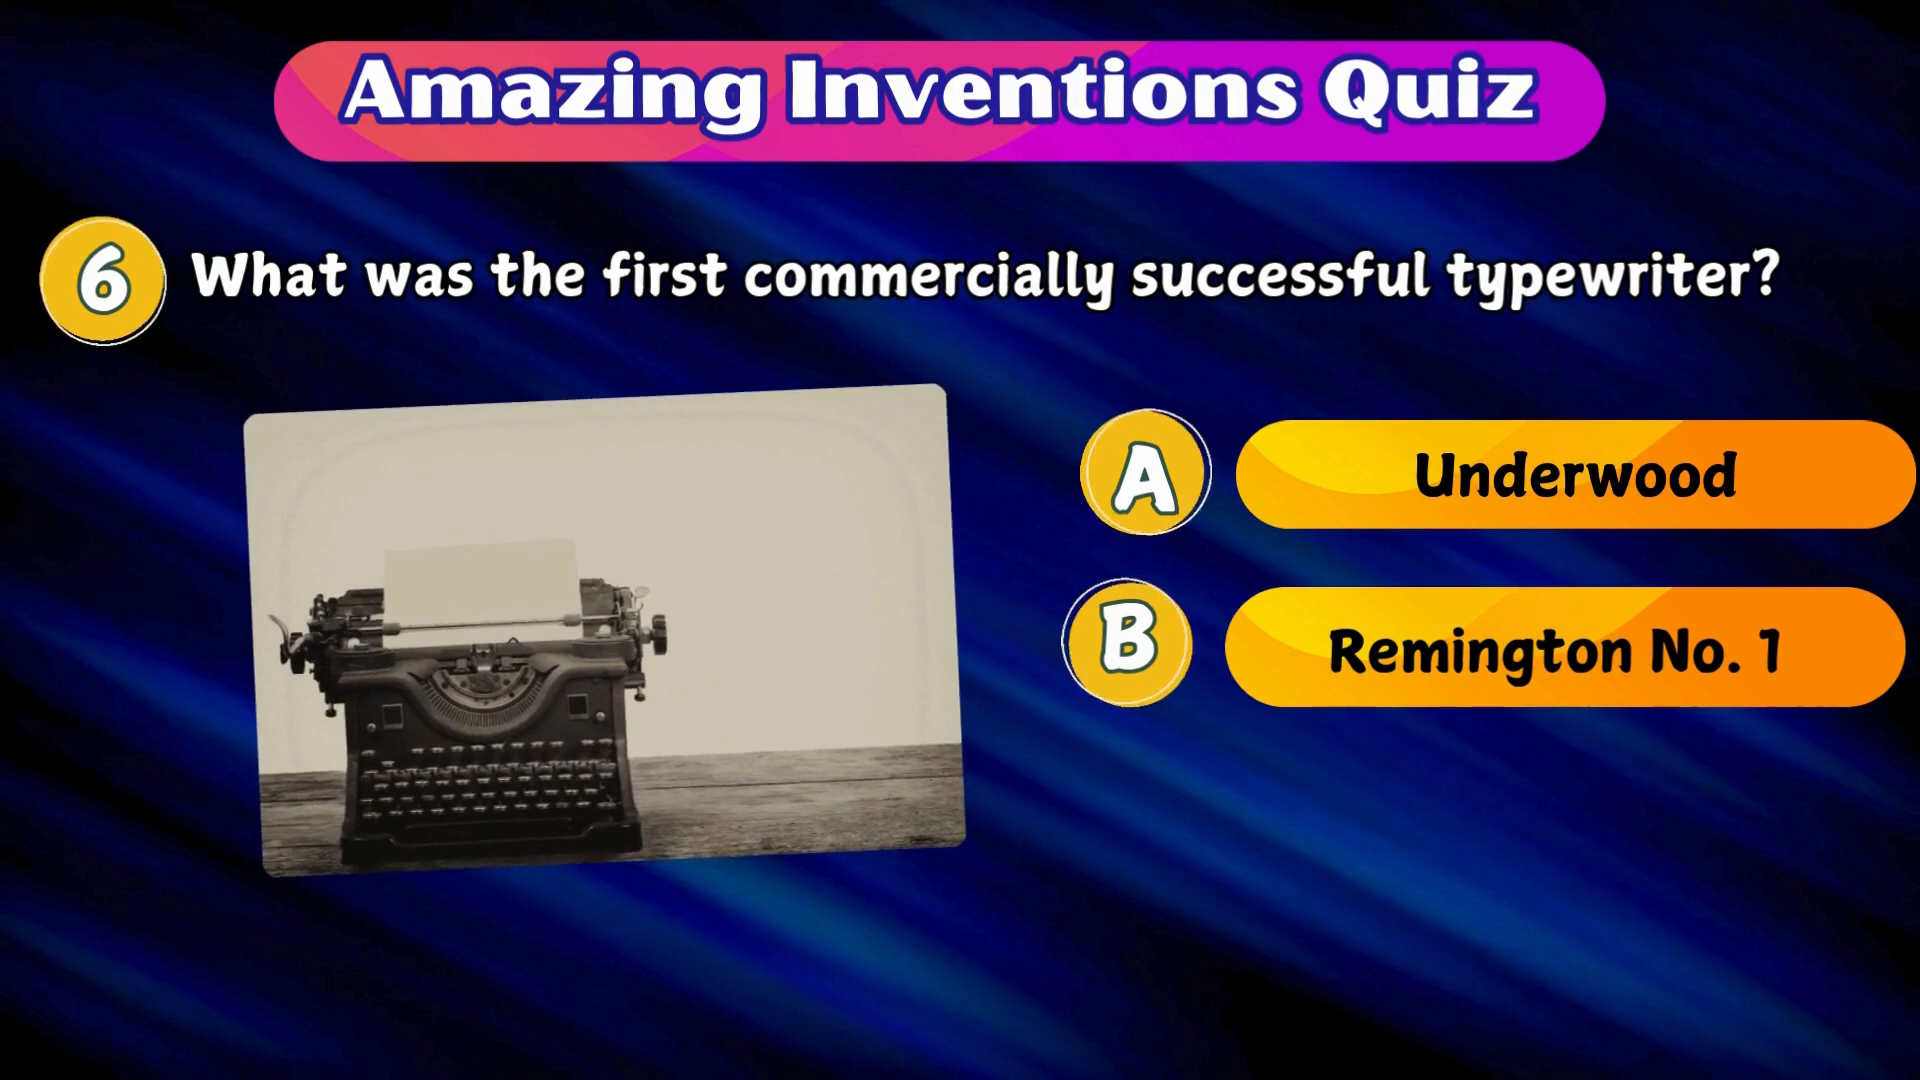 Amazing Inventions Quiz
6 What was the first commercially successful typewriter?
A Underwood
B Remington No. 1